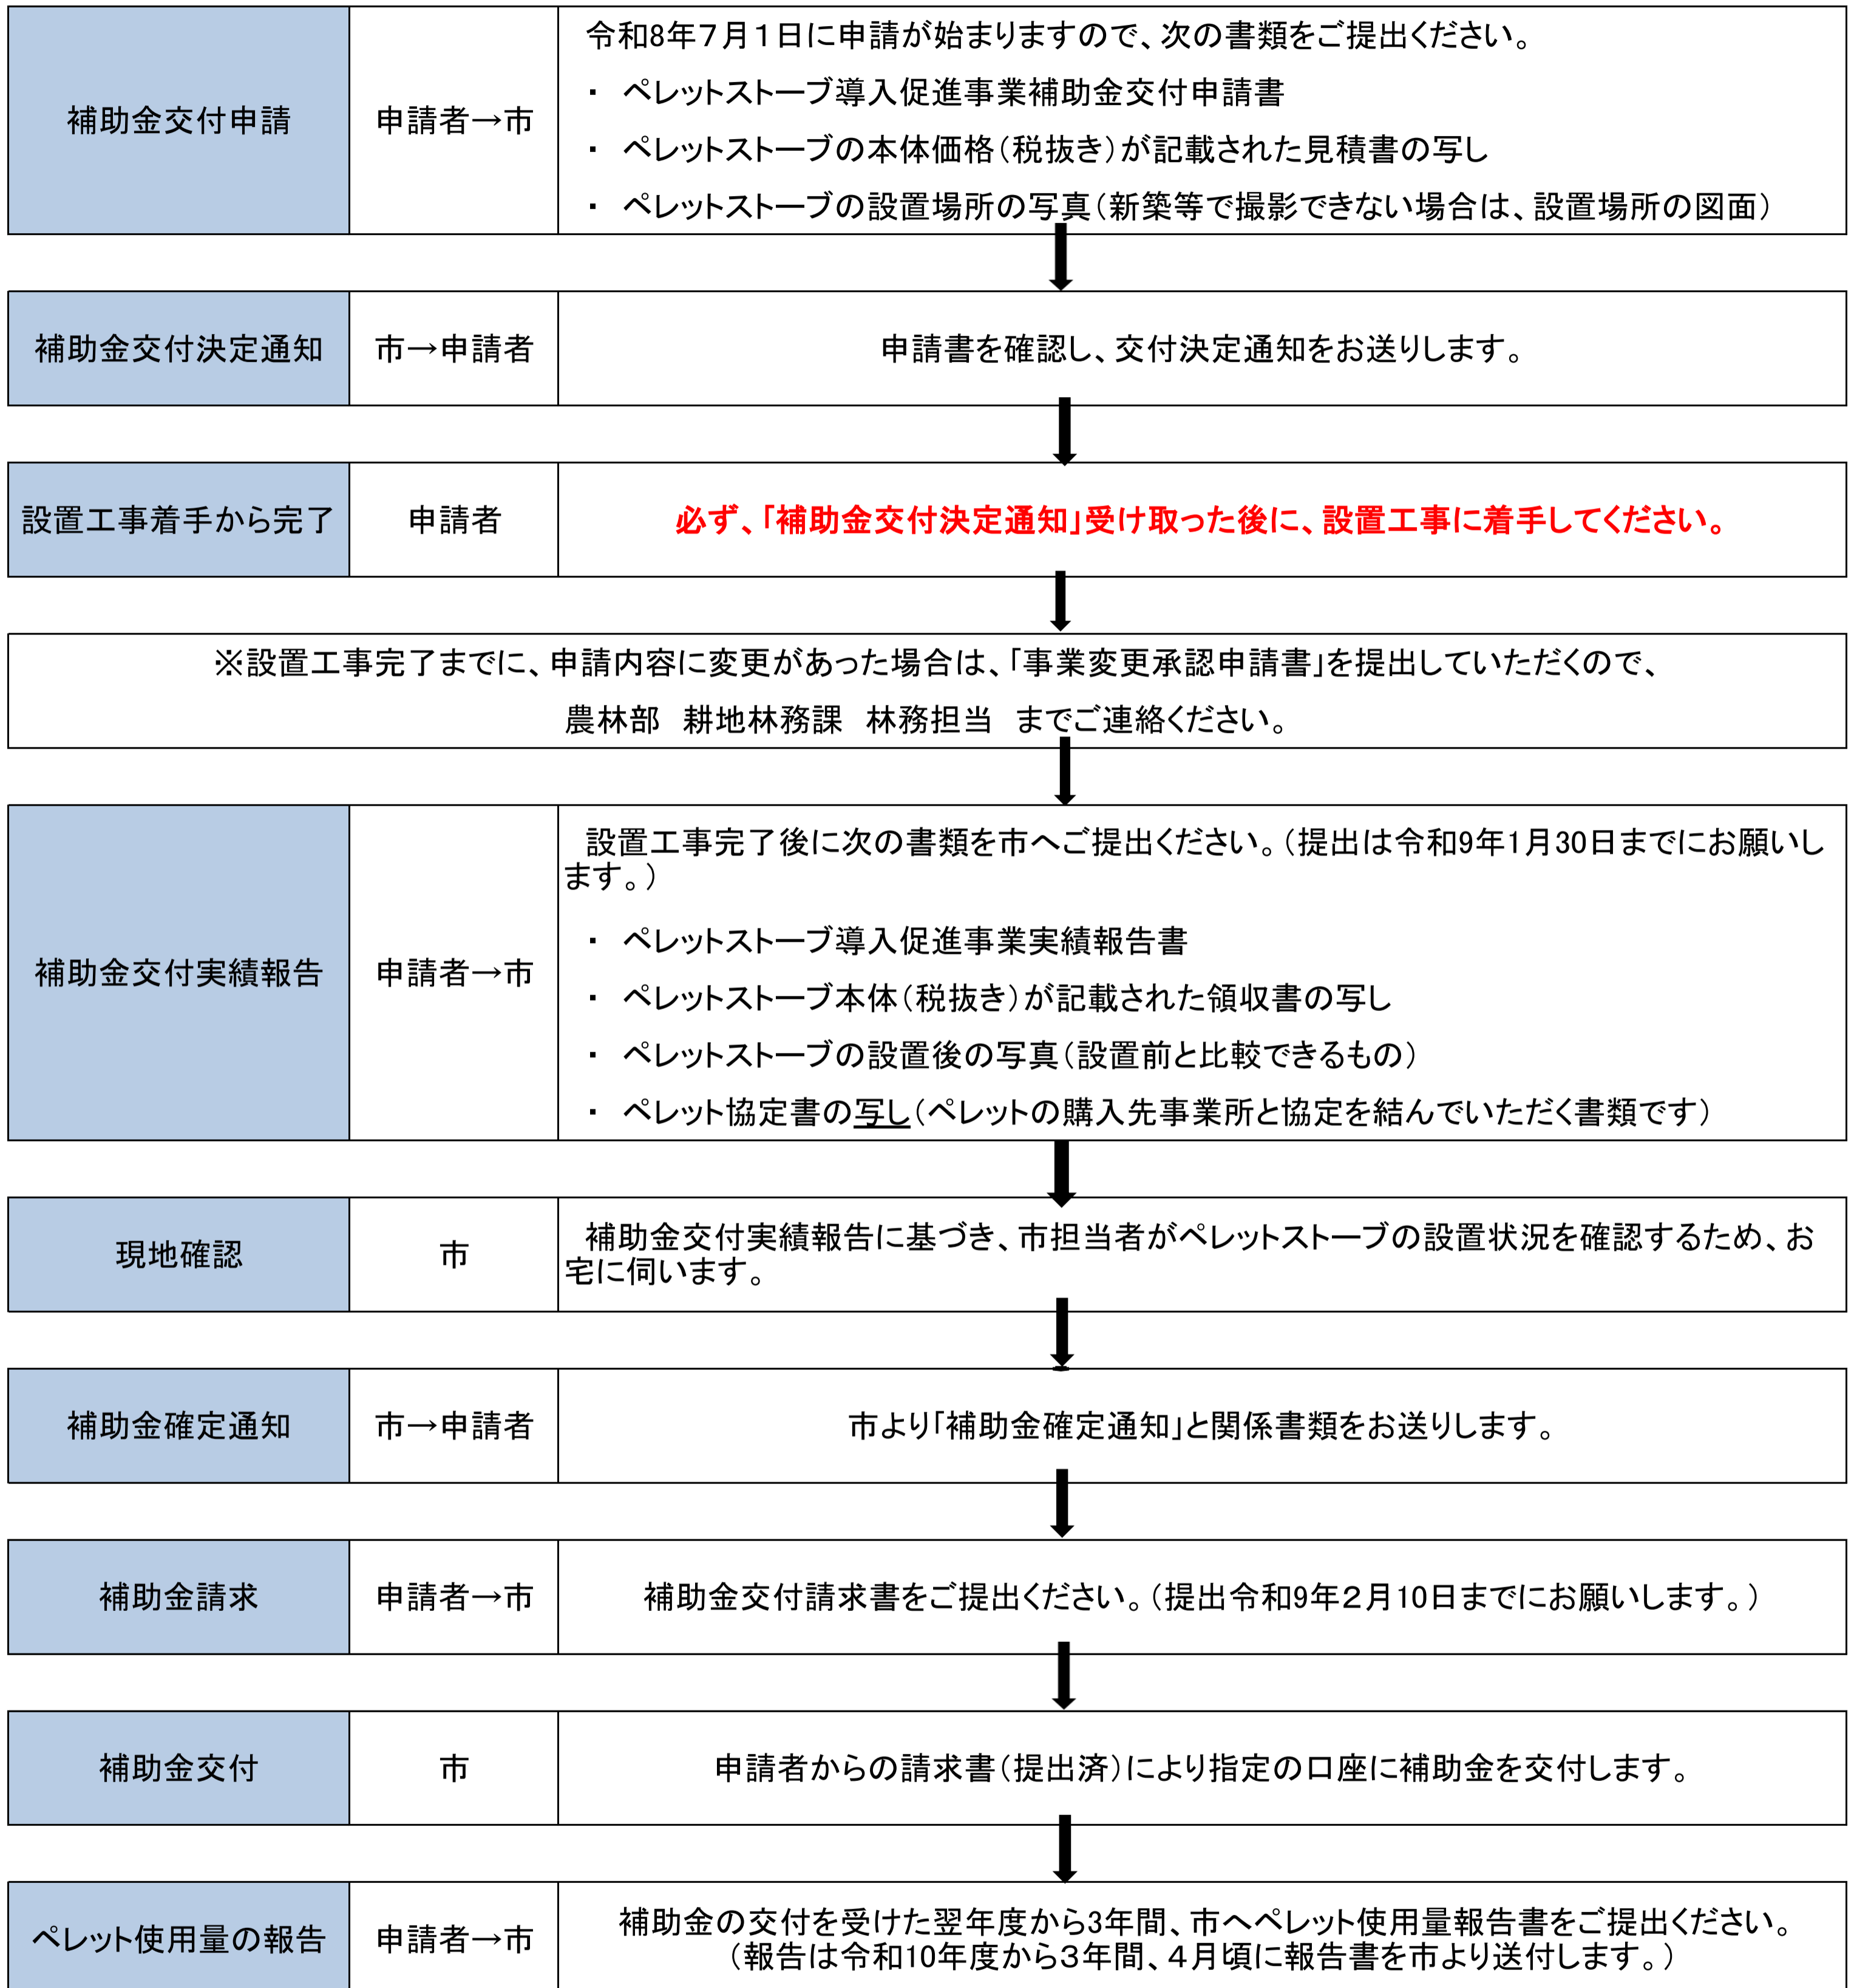 令和8年７月１日に申請が始まりますので、次の書類をご提出ください。
補助金交付申請
申請者→市
・ ペレットストーブ導入促進事業補助金交付申請書
・ ペレットストーブの本体価格（税抜き）が記載された見積書の写し
・ ペレットストーブの設置場所の写真（新築等で撮影できない場合は、設置場所の図面）
補助金交付決定通知
市→申請者
申請書を確認し、交付決定通知をお送りします。
設置工事着手から完了
申請者
必ず、「補助金交付決定通知」受け取った後に、設置工事に着手してください。
※設置工事完了までに、申請内容に変更があった場合は、「事業変更承認申請書」を提出していただくので、
農林部　耕地林務課　林務担当　までご連絡ください。
補助金交付実績報告
申請者→市
設置工事完了後に次の書類を市へご提出ください。（提出は令和9年１月30日までにお願いし
ます。）
・ ペレットストーブ導入促進事業実績報告書
・ ペレットストーブ本体（税抜き）が記載された領収書の写し
・ ペレットストーブの設置後の写真（設置前と比較できるもの）
・ ペレット協定書の写し（ペレットの購入先事業所と協定を結んでいただく書類です）
現地確認
市
補助金交付実績報告に基づき、市担当者がペレットストーブの設置状況を確認するため、お
宅に伺います。
補助金確定通知
市→申請者
市より「補助金確定通知」と関係書類をお送りします。
補助金請求
申請者→市
補助金交付請求書をご提出ください。（提出令和9年２月10日までにお願いします。）
補助金交付
市
申請者からの請求書（提出済）により指定の口座に補助金を交付します。
ペレット使用量の報告
申請者→市
補助金の交付を受けた翌年度から3年間、市へペレット使用量報告書をご提出ください。
（報告は令和10年度から３年間、４月頃に報告書を市より送付します。）